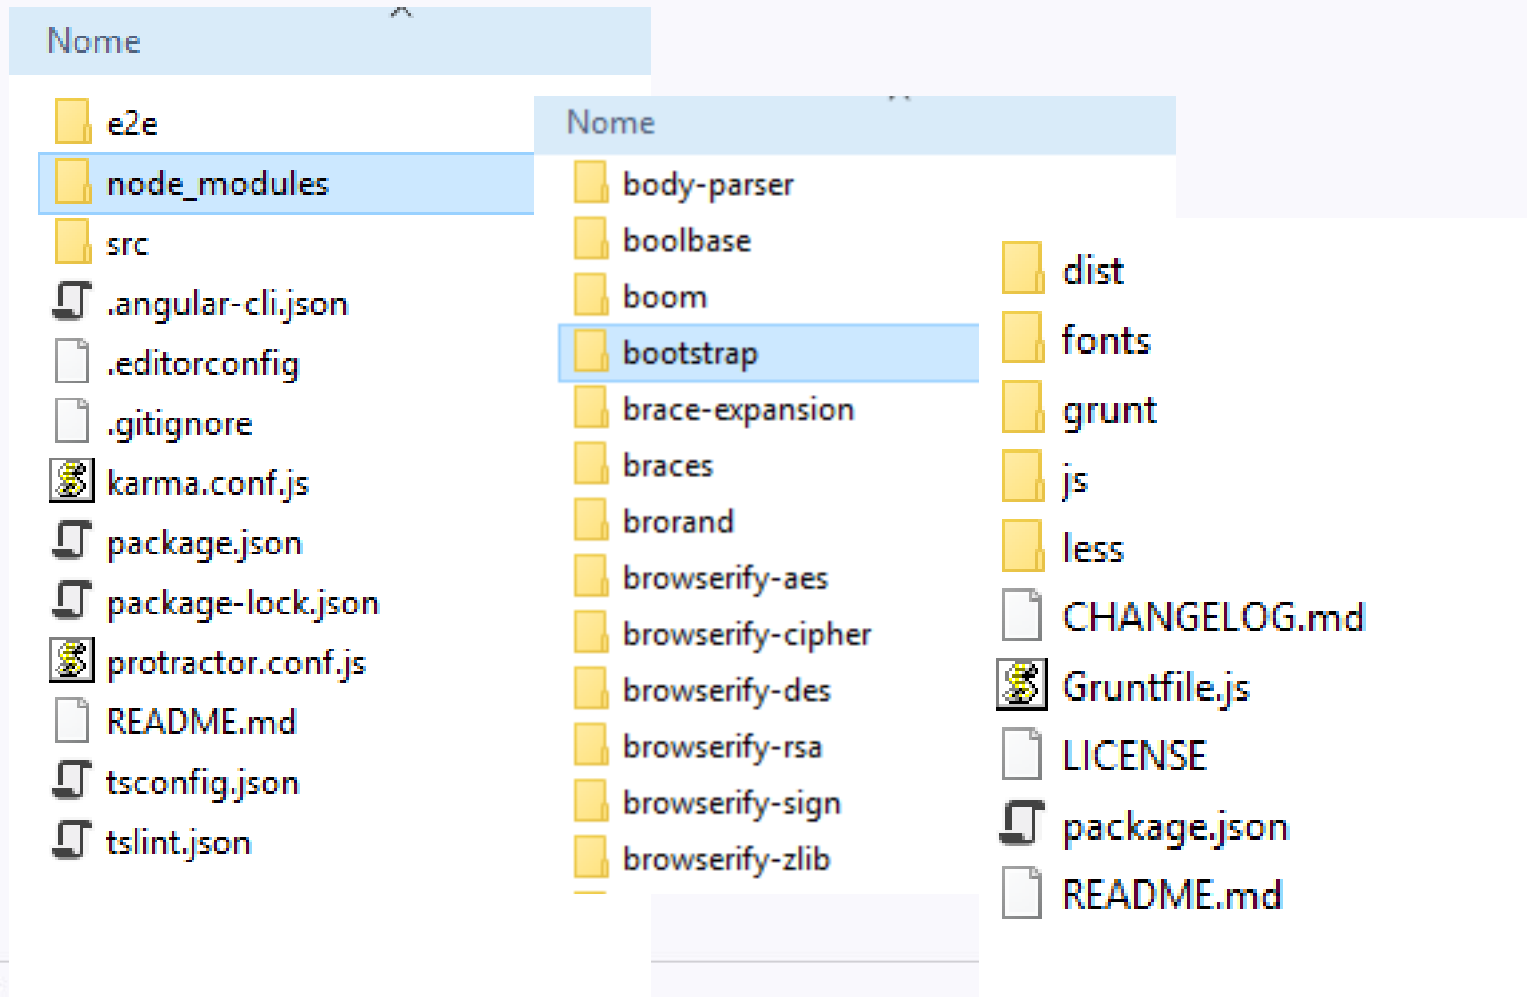 Nome
e2e
node_modules
src
.angular-cli.json
.editorconfig
.gitignore
karma.conf.js
package.json
package-lock.json
protractor.conf.js
README.md
tsconfig.json
tslint.json
Nome
body-parser
boolbase
boom
bootstrap
brace-expansion
braces
brorand
browserify-aes
browserify-cipher
browserify-des
browserify-rsa
browserify-sign
browserify-zlib
dist
fonts
grunt
js
less
CHANGELOG.md
Gruntfile.js
LICENSE
package.json
README.md